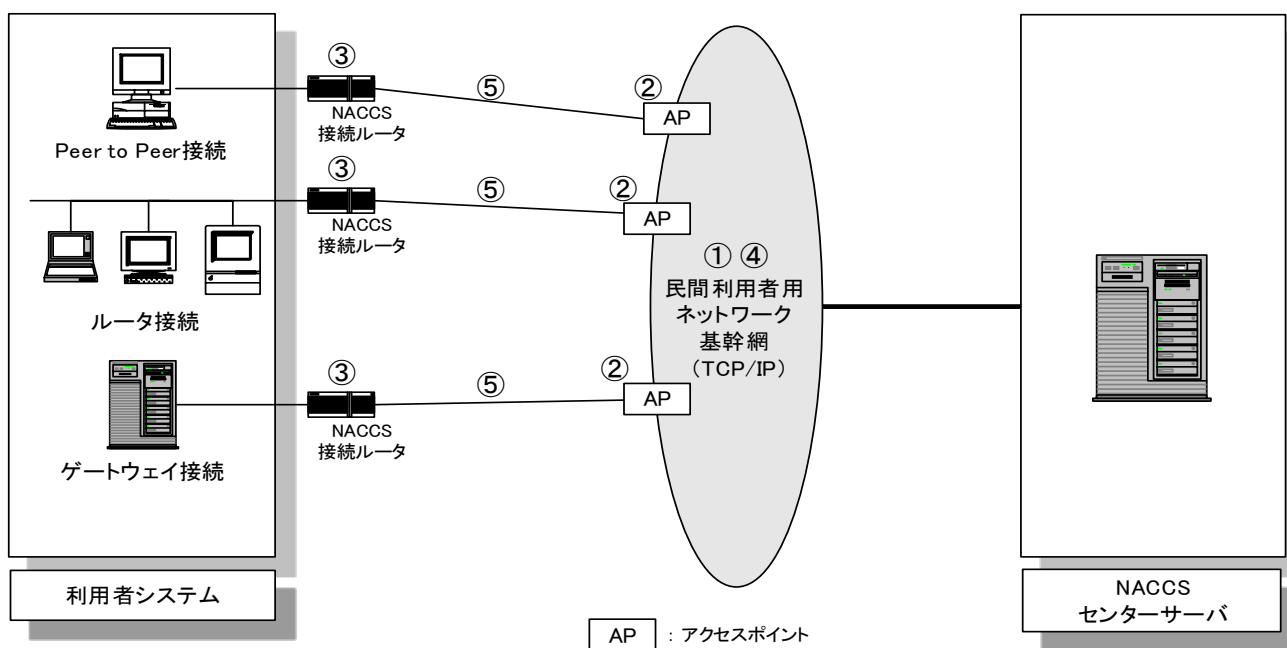 ③
NACCS
接続ルータ
⑤
②
AP
Peer to Peer接続
③
NACCS
接続ルータ
⑤
②
AP
ルータ接続
① ④
民間利用者用
ネットワーク
基幹網
(TCP/IP)
③
NACCS
接続ルータ
⑤
②
AP
ゲートウェイ接続
利用者システム
NACCS
センターサーバ
AP : アクセスポイント